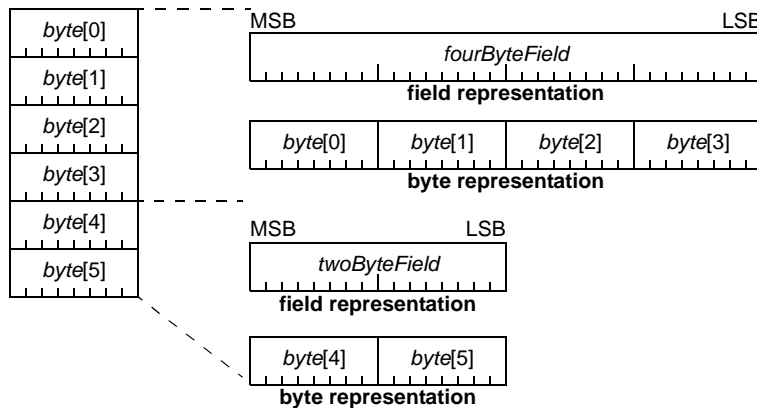 byte[0]
byte[1]
byte[2]
byte[3]
byte[4]
byte[5]
MSB LSB
fourByteField
field representation
byte[0] byte[1] byte[2] byte[3]
byte representation
MSB LSB
twoByteField
field representation
byte[4] byte[5]
byte representation